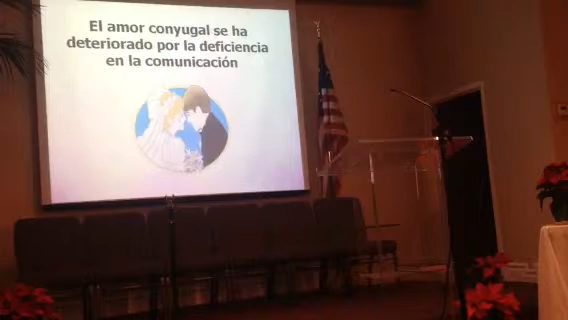 El amor conyugal se ha
deteriorado por la deficiencia
en la comunicación